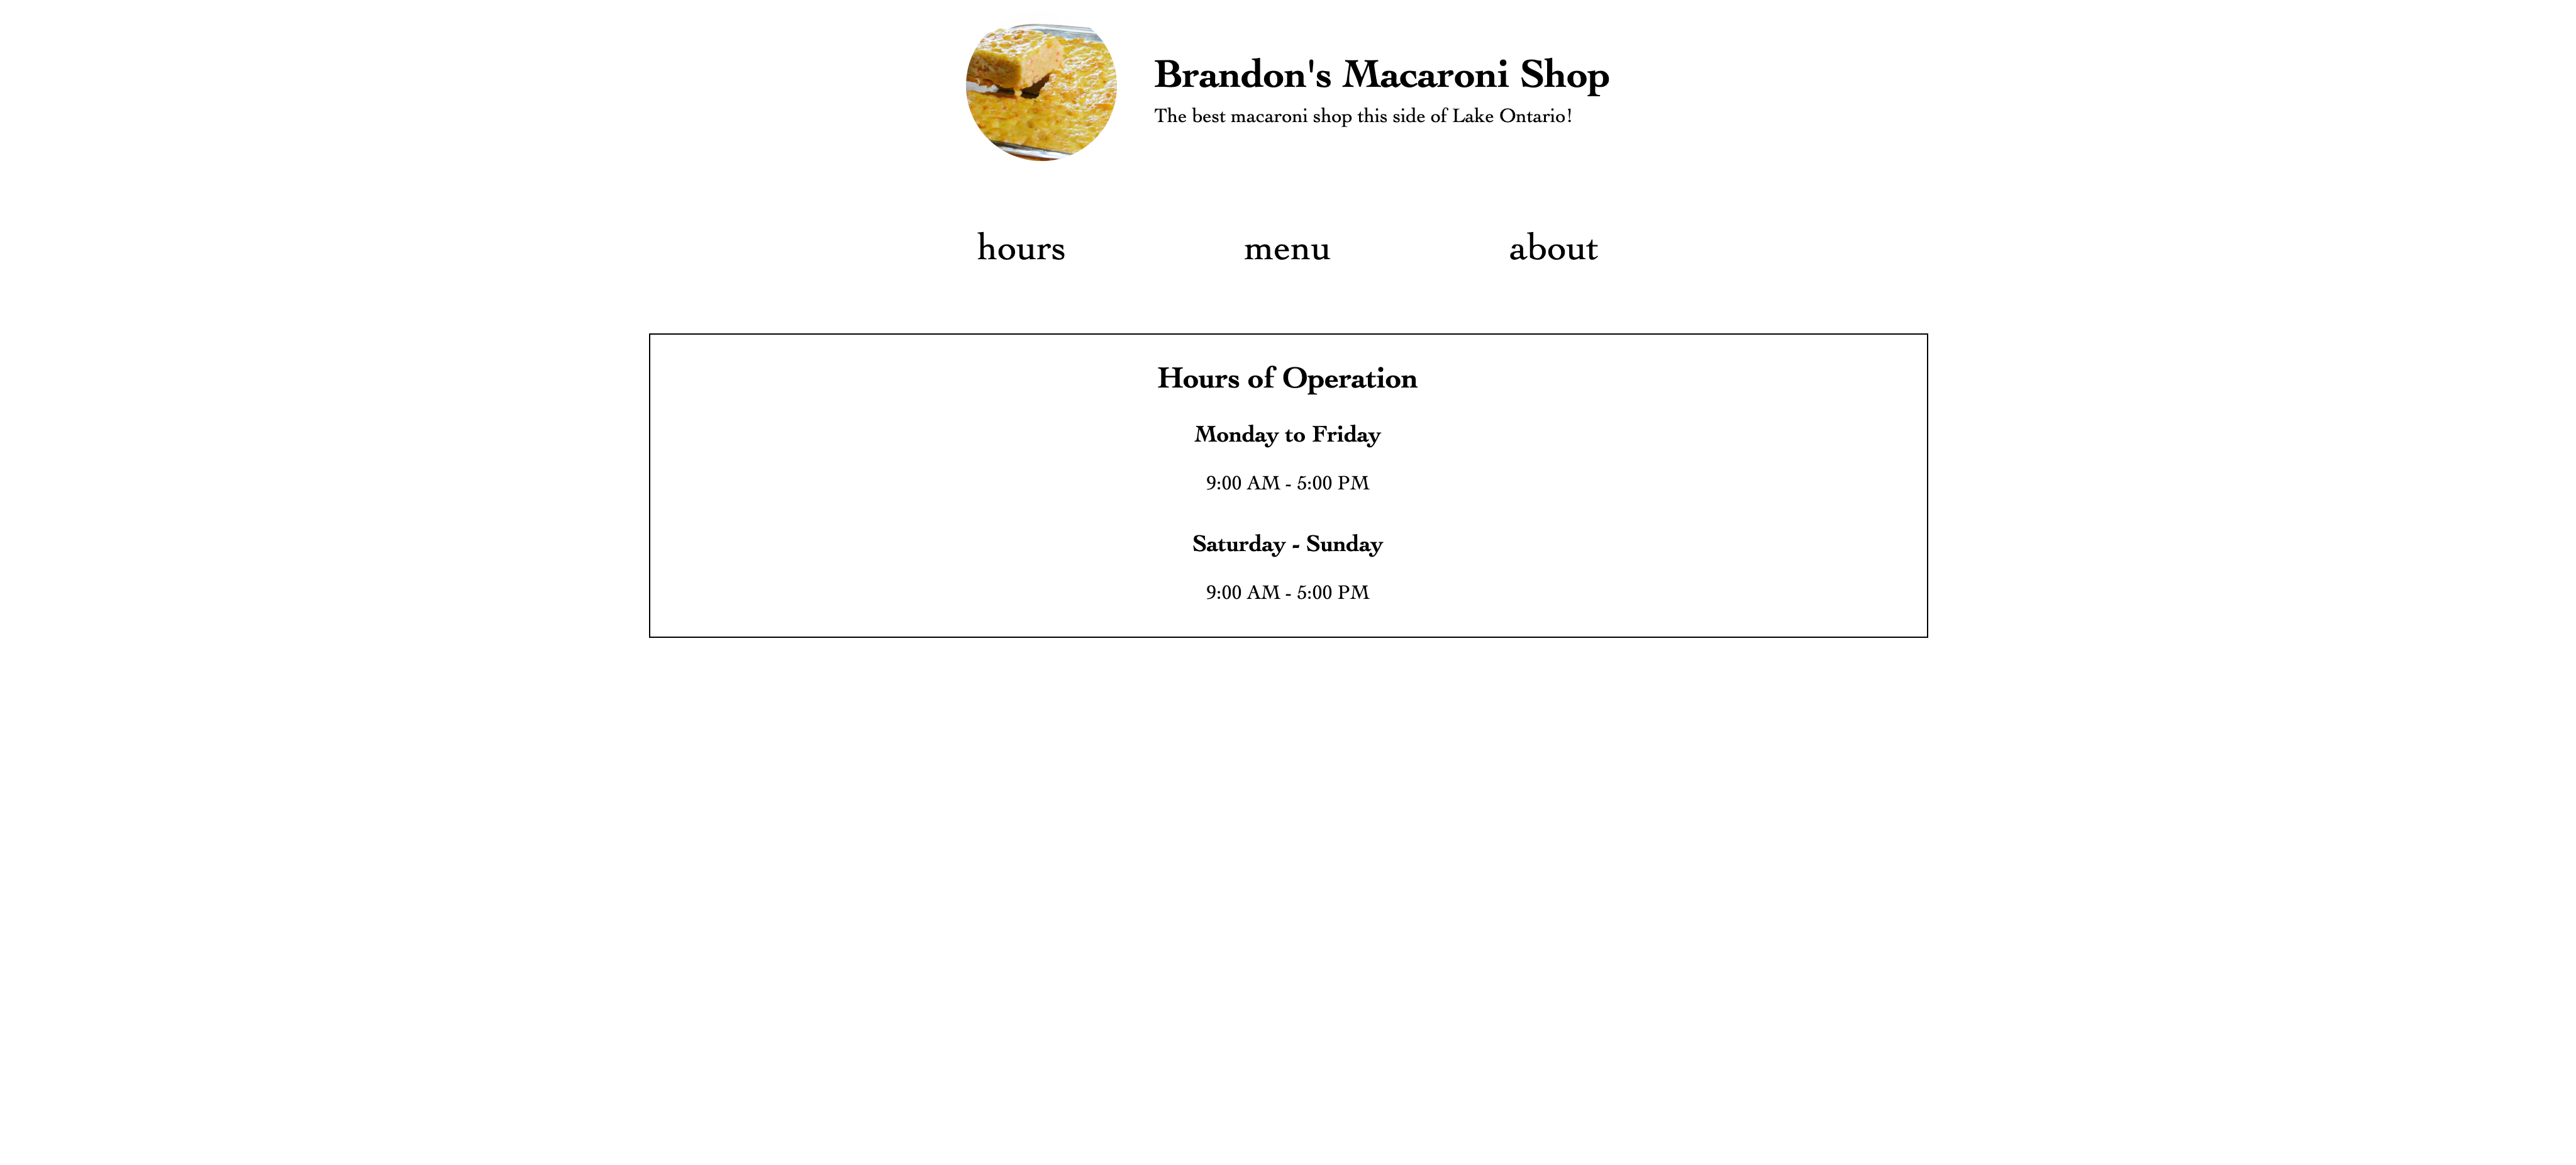 Brandon's Macaroni Shop
The best macaroni shop this side of Lake Ontario!
hours menu about
Hours of Operation
Monday to Friday
9:00 AM - 5:00 PM
Saturday - Sunday
9:00 AM - 5:00 PM